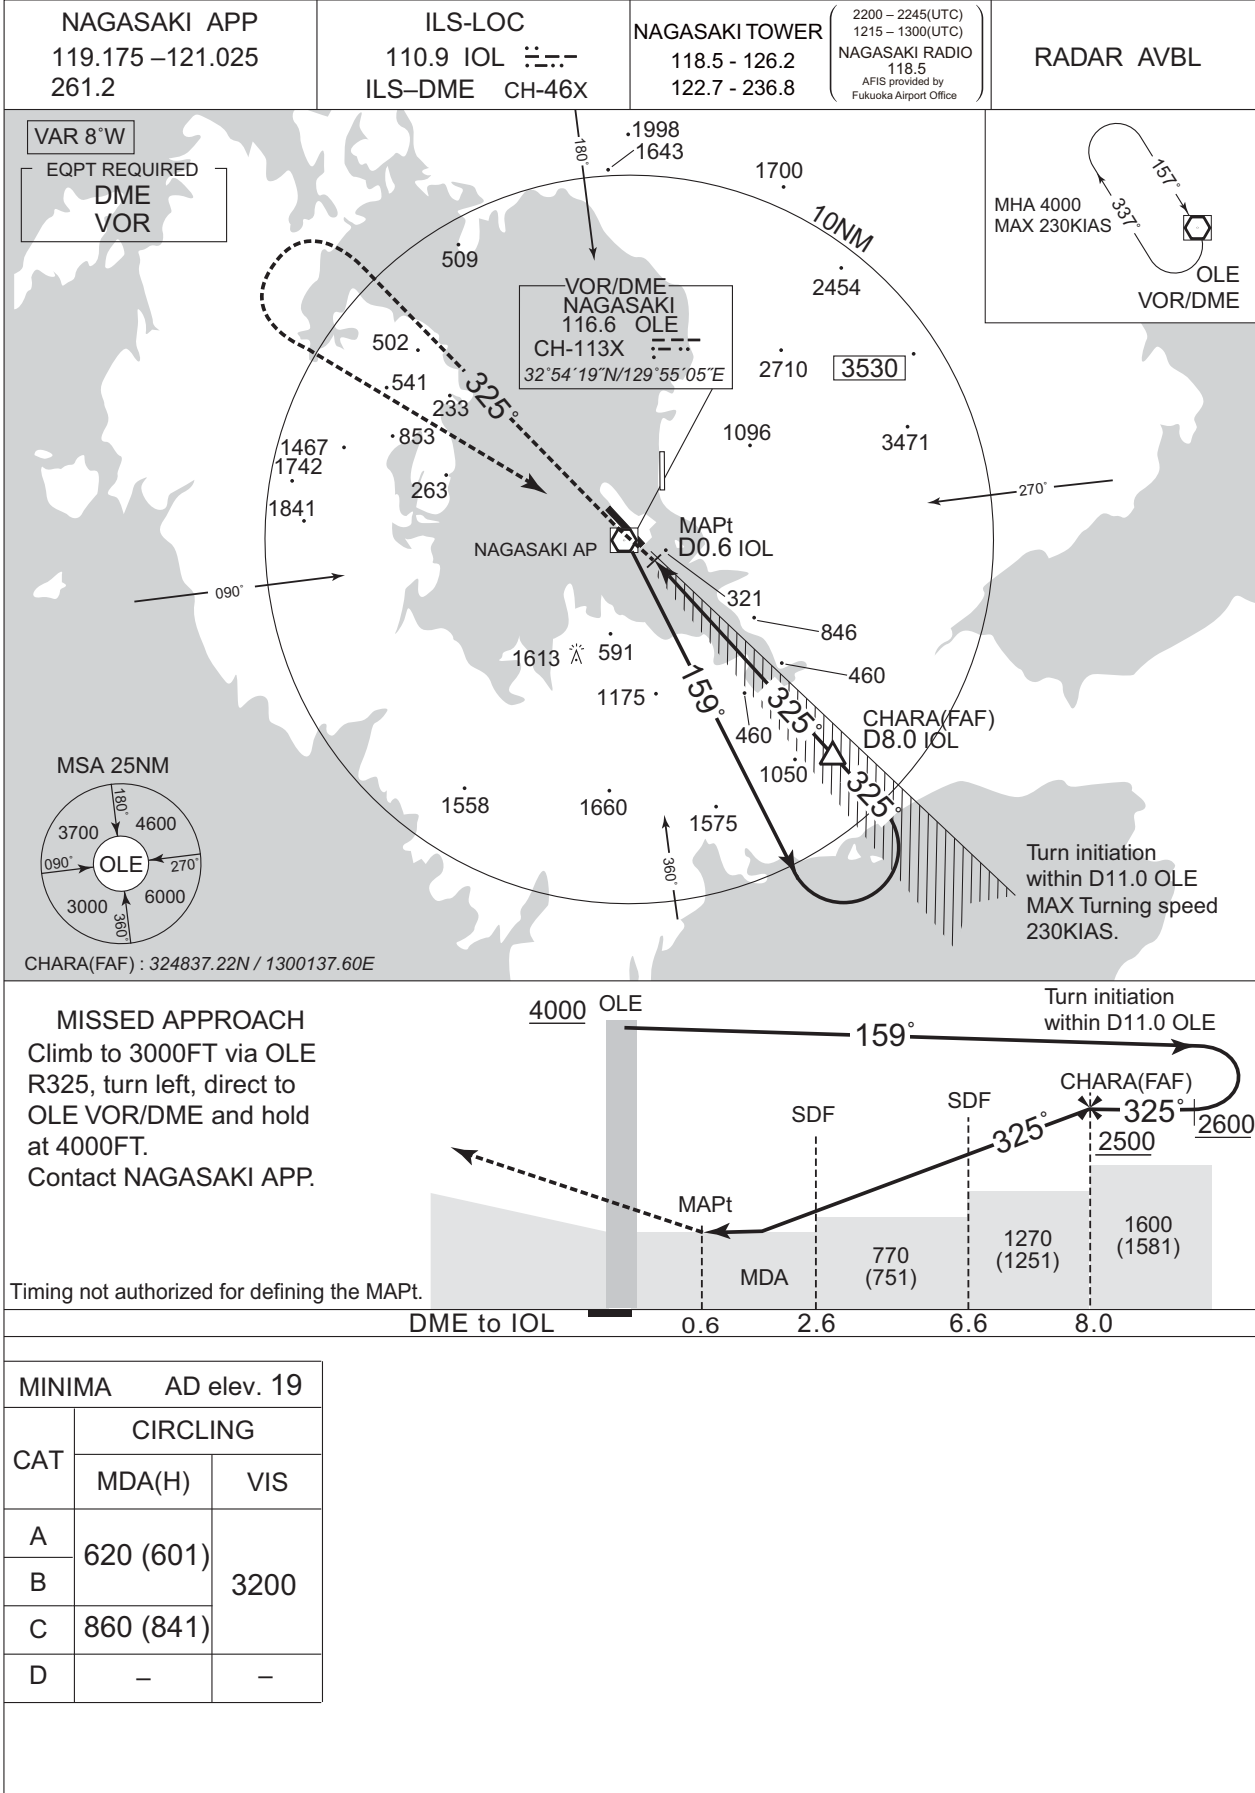 NAGASAKI APP
119.175 –121.025
261.2
ILS-LOC
110.9 IOL
ILS–DME CH-46X
NAGASAKI TOWER
118.5 - 126.2
122.7 - 236.8
2200 – 2245(UTC)
1215 – 1300(UTC)
NAGASAKI RADIO
118.5
AFIS provided by
Fukuoka Airport Office
RADAR AVBL
VAR 8˚W
EQPT REQUIRED
DME
VOR
180˚
1998
1643
1700
10NM
509
2454
157˚
337˚
MHA 4000
MAX 230KIAS
OLE
VOR/DME
VOR/DME
NAGASAKI
116.6 OLE
CH-113X
32˚54´19˝N/129˚55´05˝E
502
541
233
325˚
2710
3530
1096
3471
853
1467
1742
263
1841
270˚
NAGASAKI AP
MAPt
D0.6 IOL
090˚
321
846
460
1613
591
1175
159˚
325˚
460
CHARA(FAF)
D8.0 IOL
1050
325˚
1558
1660
1575
360˚
MSA 25NM
180˚
3700
4600
090˚
OLE
270˚
3000
6000
360˚
Turn initiation
within D11.0 OLE
MAX Turning speed
230KIAS.
CHARA(FAF) : 324837.22N / 1300137.60E
MISSED APPROACH
Climb to 3000FT via OLE
R325, turn left, direct to
OLE VOR/DME and hold
at 4000FT.
Contact NAGASAKI APP.
Timing not authorized for defining the MAPt.
4000
OLE
Turn initiation
within D11.0 OLE
159˚
CHARA(FAF)
SDF
SDF
325˚
325˚
2600
2500
MAPt
MDA
770
(751)
1270
(1251)
1600
(1581)
DME to IOL
0.6
2.6
6.6
8.0
MINIMA AD elev. 19
CAT
CIRCLING
MDA(H)
VIS
A
620 (601)
B
3200
C
860 (841)
D
–
–